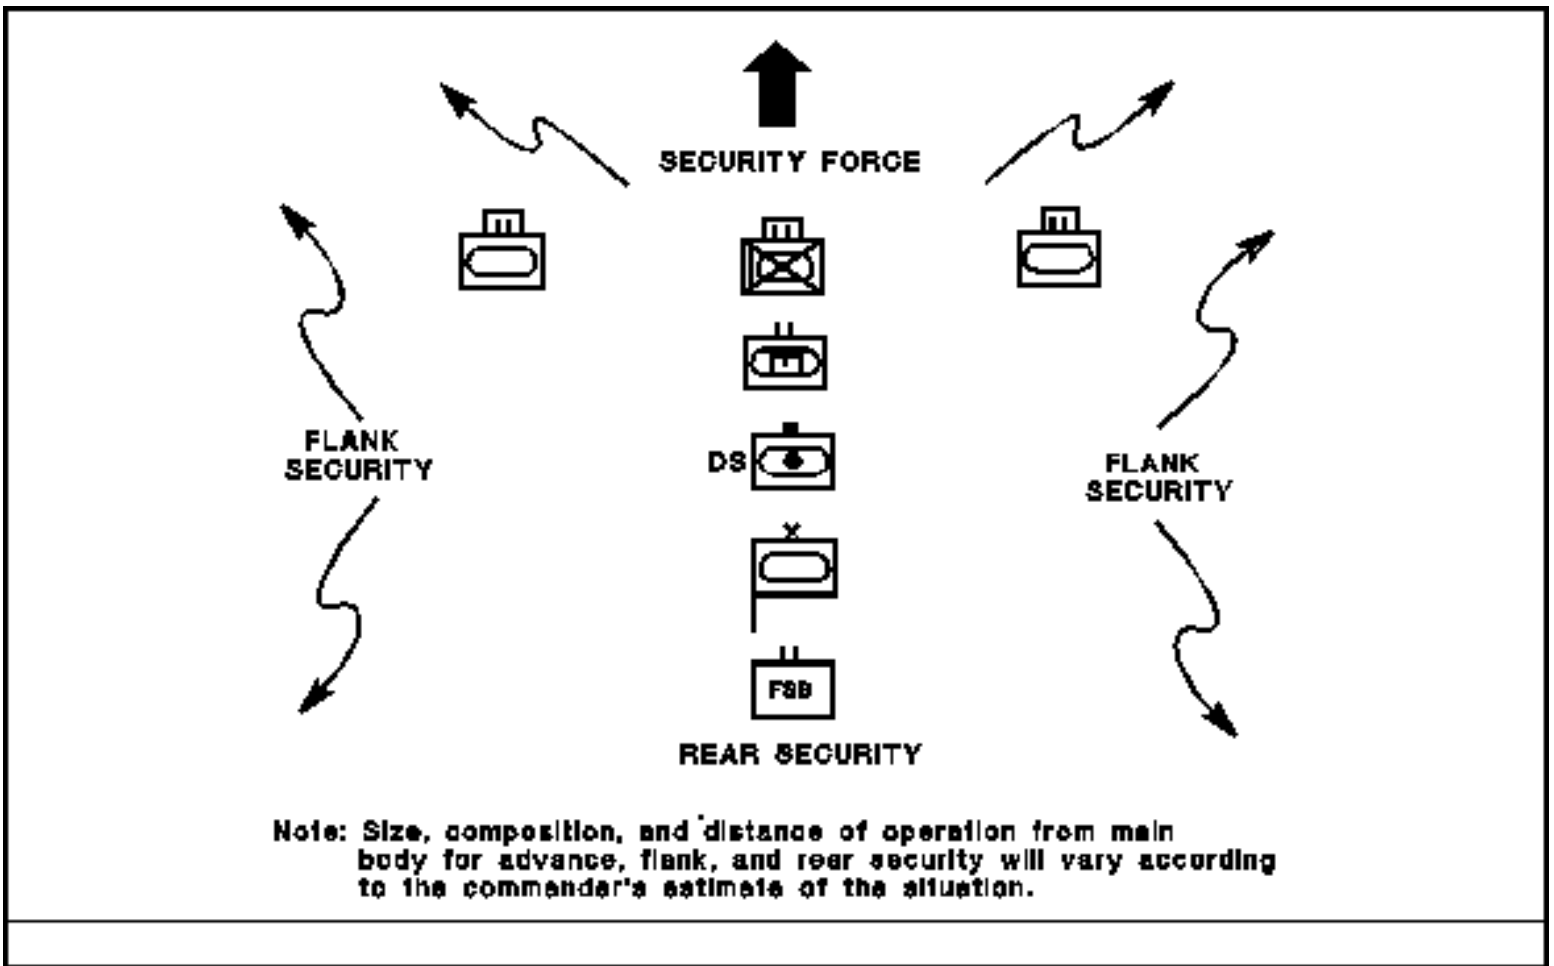 SECURITY FORCE
FLANK
SECURITY
DS
FLANK
SECURITY
FSB
REAR SECURITY
Note: Size, composition, and distance of operation from main
body for advance, flank, and rear security will vary according
to the commander's estimate of the situation.